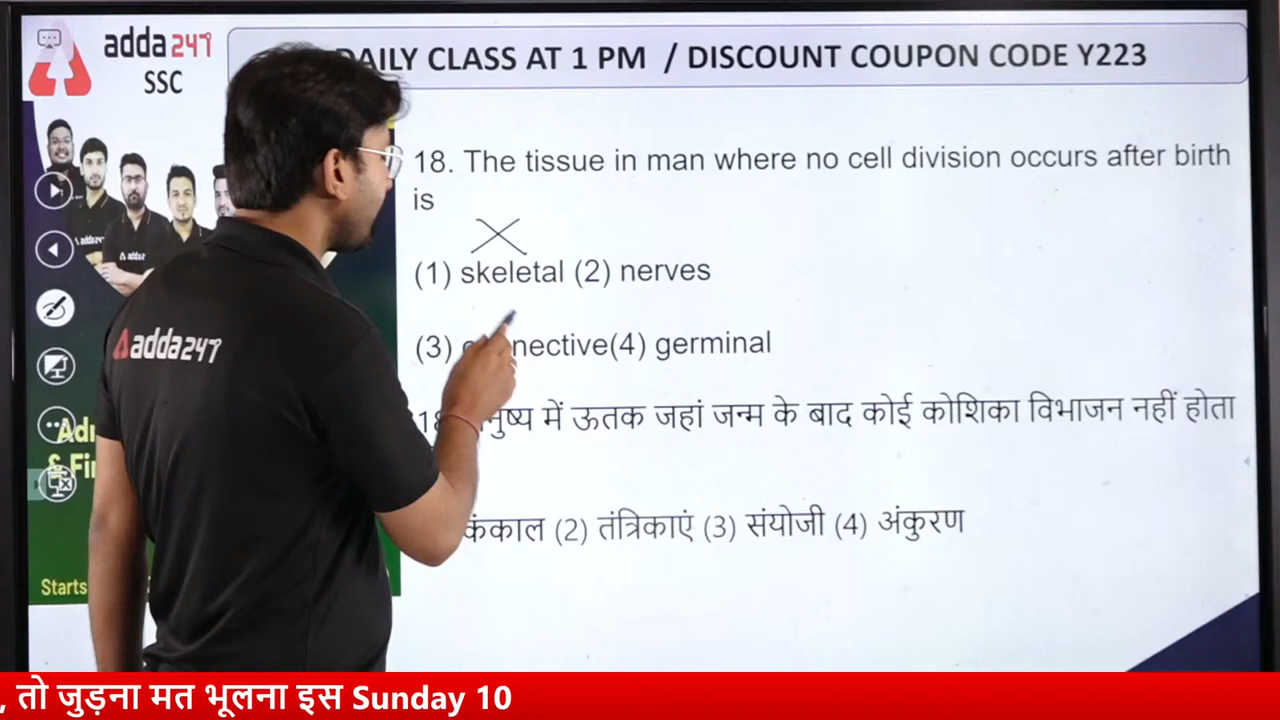 adda247
SSC
DAILY CLASS AT 1 PM / DISCOUNT COUPON CODE Y223
18. The tissue in man where no cell division occurs after birth
is
(1) skeletal (2) nerves
(3) nective(4) germinal
में ऊतक जहां जन्म के बाद कोई कोशिका विभाजन नहीं होता
कंकाल (2) तंत्रिकाएं (3) संयोजी (4) अंकुरण
adda247
Starts
, तो जुड़ना मत भूलना इस Sunday 10